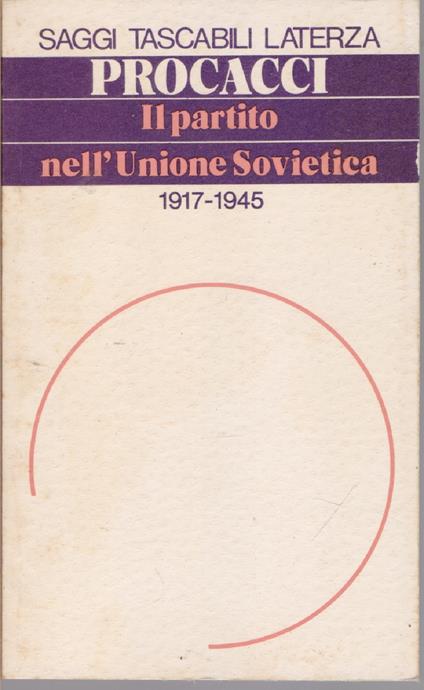 SAGGI TASCABILI LATERZA
PROCACCI
Il partito
nell'Unione Sovietica
1917-1945